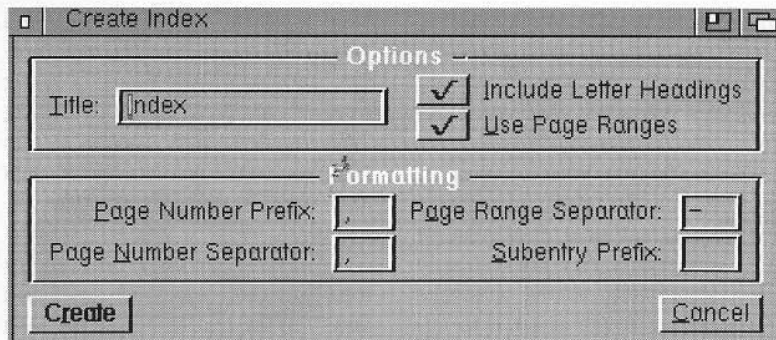 Create Index
Options
Title: Index
Include Letter Headings
Use Page Ranges
Formatting
Page Number Prefix: , Page Range Separator: -
Page Number Separator: , Subentry Prefix:
Create Cancel